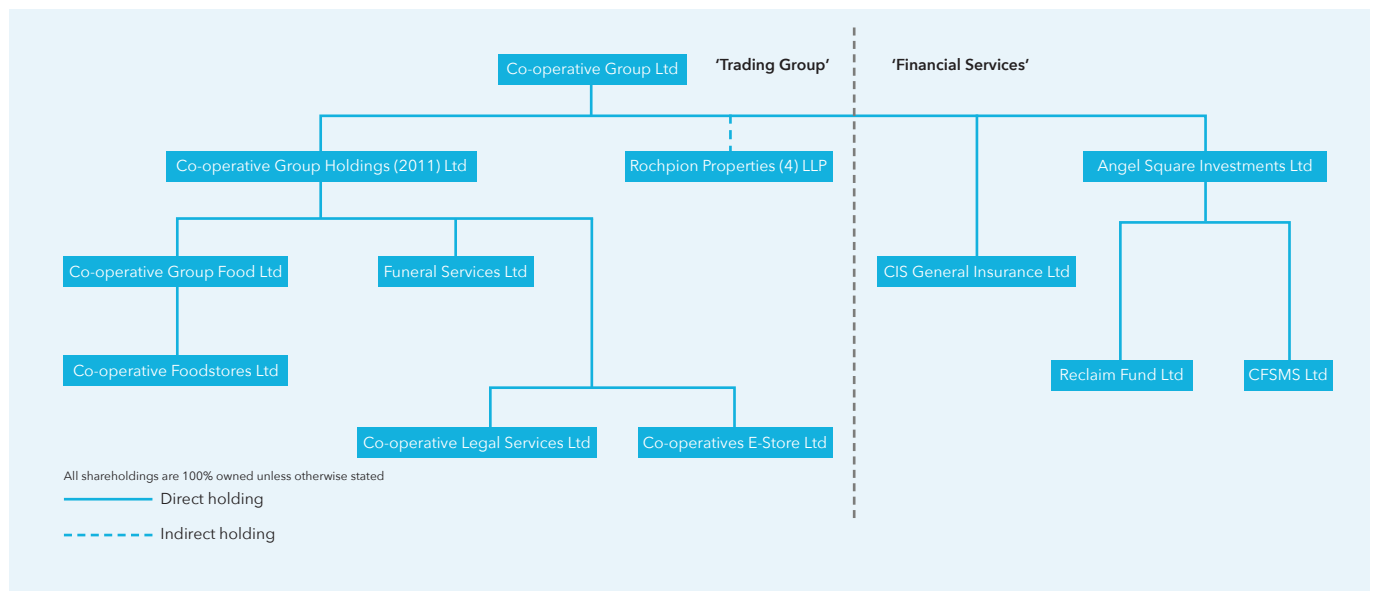 Co-operative Group Ltd
‘Trading Group’
‘Financial Services’
Co-operative Group Holdings (2011) Ltd
Rochpion Properties (4) LLP
Angel Square Investments Ltd
Co-operative Group Food Ltd
Funeral Services Ltd
CIS General Insurance Ltd
Co-operative Foodstores Ltd
Reclaim Fund Ltd
CFSMS Ltd
Co-operative Legal Services Ltd
Co-operatives E-Store Ltd
All shareholdings are 100% owned unless otherwise stated
Direct holding
Indirect holding